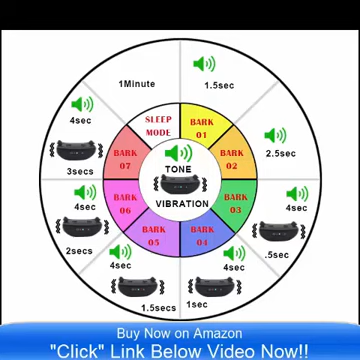 1Minute
1.5sec
4sec
3secs
SLEEP
MODE
BARK
01
2.5sec
BARK
07
TONE
BARK
02
4sec
2secs
BARK
06
VIBRATION
BARK
03
4sec
.5sec
BARK
05
BARK
04
4sec
1.5secs
4sec
1sec
Buy Now on Amazon
"Click" Link Below Video Now!!